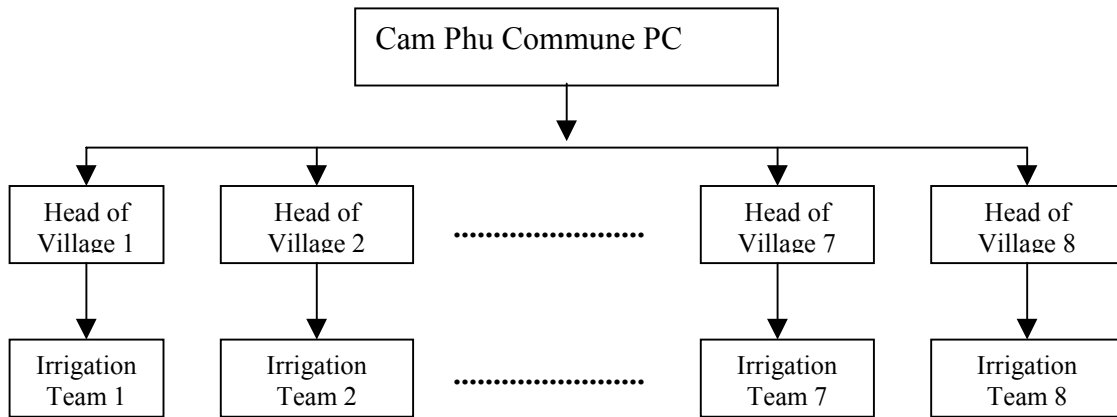 Cam Phu Commune PC
Head of
Village 1
Head of
Village 2
........................
Head of
Village 7
Head of
Village 8
Irrigation
Team 1
Irrigation
Team 2
........................
Irrigation
Team 7
Irrigation
Team 8